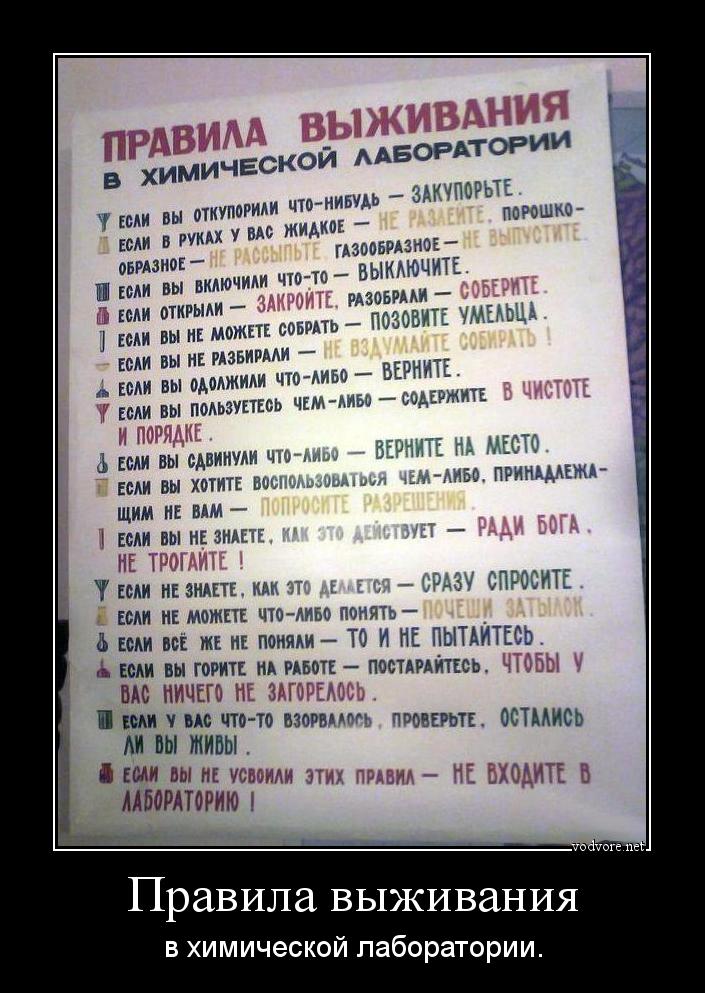 ПРАВИЛА ВЫЖИВАНИЯ
В ХИМИЧЕСКОЙ ЛАБОРАТОРИИ
ЕСЛИ ВЫ ОТКУПОРИЛИ ЧТО-НИБУДЬ — ЗАКУПОРЬТЕ.
ЕСЛИ В РУКАХ У ВАС ЖИДКОЕ — НЕ РАЗЛЕЙТЕ, ПОРОШКО-
ОБРАЗНОЕ — НЕ РАССЫПЬТЕ, ГАЗООБРАЗНОЕ — НЕ ВЫПУСТИТЕ.
ЕСЛИ ВЫ ВКЛЮЧИЛИ ЧТО-ТО — ВЫКЛЮЧИТЕ.
ЕСЛИ ОТКРЫЛИ — ЗАКРОЙТЕ, РАЗОБРАЛИ — СОБЕРИТЕ.
ЕСЛИ ВЫ НЕ МОЖЕТЕ СОБРАТЬ — ПОЗОВИТЕ УМЕЛЬЦА.
ЕСЛИ ВЫ НЕ РАЗБИРАЛИ — НЕ ВЗДУМАЙТЕ СОБИРАТЬ !
ЕСЛИ ВЫ ОДОЛЖИЛИ ЧТО-ЛИБО — ВЕРНИТЕ.
ЕСЛИ ВЫ ПОЛЬЗУЕТЕСЬ ЧЕМ-ЛИБО — СОДЕРЖИТЕ В ЧИСТОТЕ
И ПОРЯДКЕ.
ЕСЛИ ВЫ СДВИНУЛИ ЧТО-ЛИБО — ВЕРНИТЕ НА МЕСТО.
ЕСЛИ ВЫ ХОТИТЕ ВОСПОЛЬЗОВАТЬСЯ ЧЕМ-ЛИБО, ПРИНАДЛЕЖА-
ЩИМ НЕ ВАМ — ПОПРОСИТЕ РАЗРЕШЕНИЯ.
ЕСЛИ ВЫ НЕ ЗНАЕТЕ, КАК ЭТО ДЕЙСТВУЕТ — РАДИ БОГА,
НЕ ТРОГАЙТЕ !
ЕСЛИ НЕ ЗНАЕТЕ, КАК ЭТО ДЕЛАЕТСЯ — СРАЗУ СПРОСИТЕ.
ЕСЛИ НЕ МОЖЕТЕ ЧТО-ЛИБО ПОНЯТЬ — ПОЧЕШИ ЗАТЫЛОК.
ЕСЛИ ВСЁ ЖЕ НЕ ПОНЯЛИ — ТО И НЕ ПЫТАЙТЕСЬ.
ЕСЛИ ВЫ ГОРИТЕ НА РАБОТЕ — ПОСТАРАЙТЕСЬ, ЧТОБЫ У
ВАС НИЧЕГО НЕ ЗАГОРЕЛОСЬ.
ЕСЛИ У ВАС ЧТО-ТО ВЗОРВАЛОСЬ, ПРОВЕРЬТЕ, ОСТАЛИСЬ
ЛИ ВЫ ЖИВЫ.
ЕСЛИ ВЫ НЕ УСВОИЛИ ЭТИХ ПРАВИЛ — НЕ ВХОДИТЕ В
ЛАБОРАТОРИЮ !
vodvore.net
Правила выживания
в химической лаборатории.